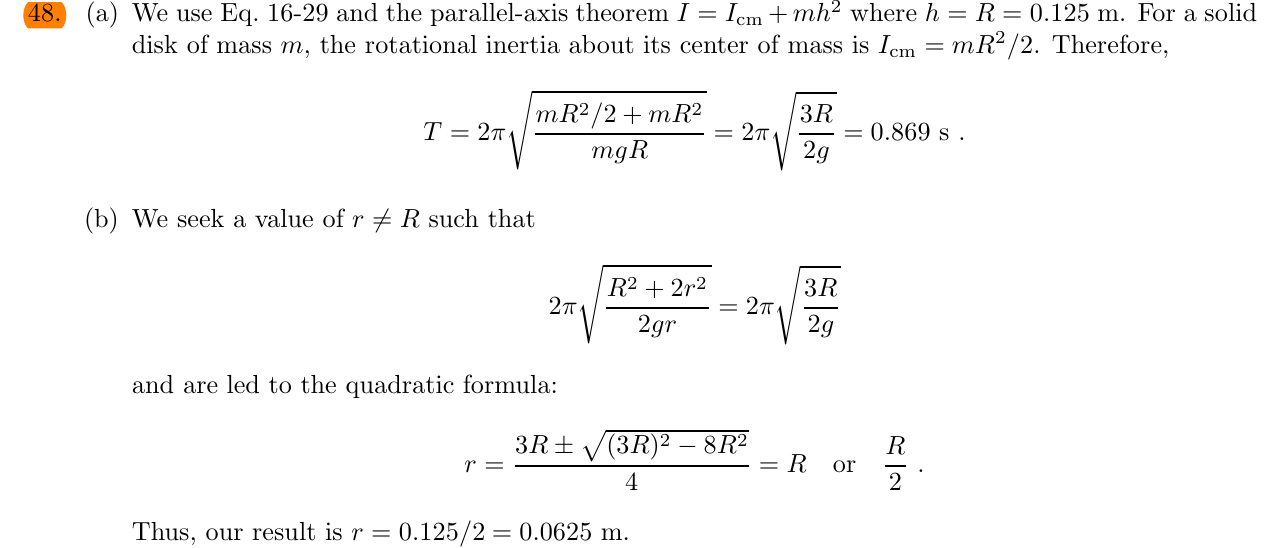 48. (a) We use Eq. 16-29 and the parallel-axis theorem I = I_cm + mh² where h = R = 0.125 m. For a solid
disk of mass m, the rotational inertia about its center of mass is I_cm = mR²/2. Therefore,
T = 2π√((mR²/2 + mR²)/(mgR)) = 2π√(3R/(2g)) = 0.869 s .
(b) We seek a value of r ≠ R such that
2π√((R² + 2r²)/(2gr)) = 2π√(3R/(2g))
and are led to the quadratic formula:
r = (3R ± √((3R)² − 8R²))/4 = R or R/2 .
Thus, our result is r = 0.125/2 = 0.0625 m.